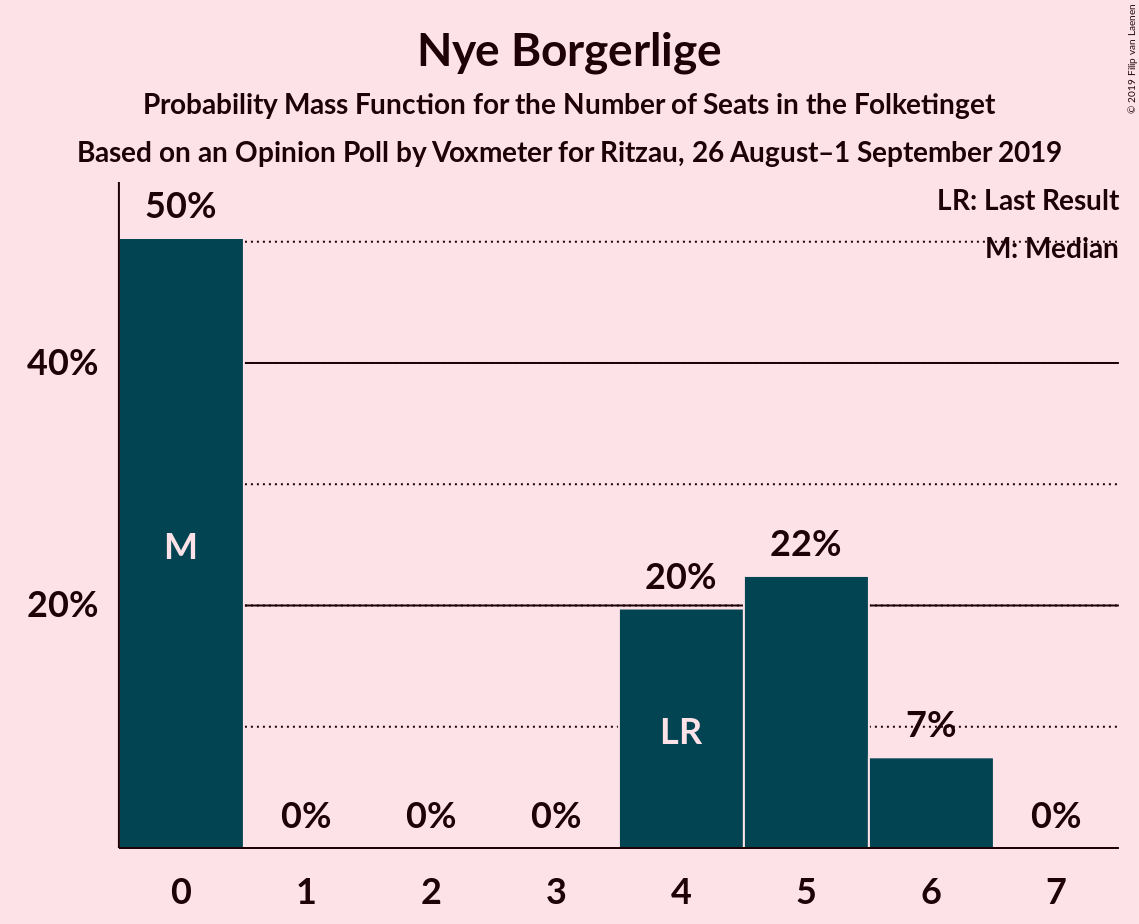 Nye Borgerlige
Probability Mass Function for the Number of Seats in the Folketinget
Based on an Opinion Poll by Voxmeter for Ritzau, 26 August–1 September 2019
© 2019 Filip van Laenen
LR: Last Result
M: Median
50%
40%
20%
M
0%
0%
0%
20%
LR
22%
7%
0%
0
1
2
3
4
5
6
7